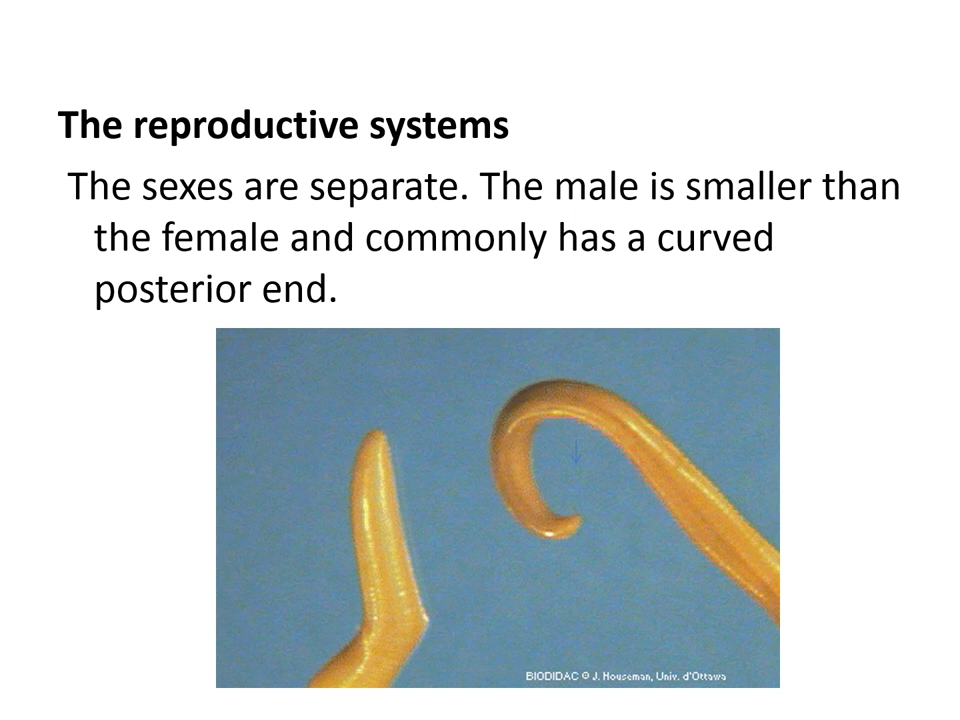 The reproductive systems
The sexes are separate. The male is smaller than
the female and commonly has a curved
posterior end.
BIODIDAC © J. Houseman, Univ. d'Ottawa